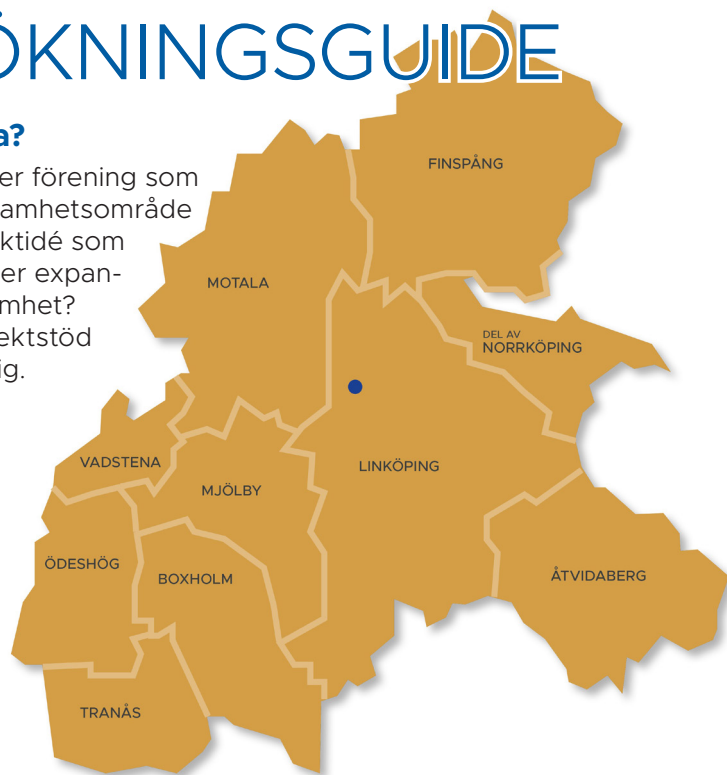 ÖKNINGSGUIDE
a?
er förening som
samhetsområde
ktidé som
er expan-
mhet?
ektstöd
ig.
FINSPÅNG
MOTALA
DEL AV
NORRKÖPING
VADSTENA
MJÖLBY
LINKÖPING
ÖDESHÖG
BOXHOLM
ÅTVIDABERG
TRANÅS